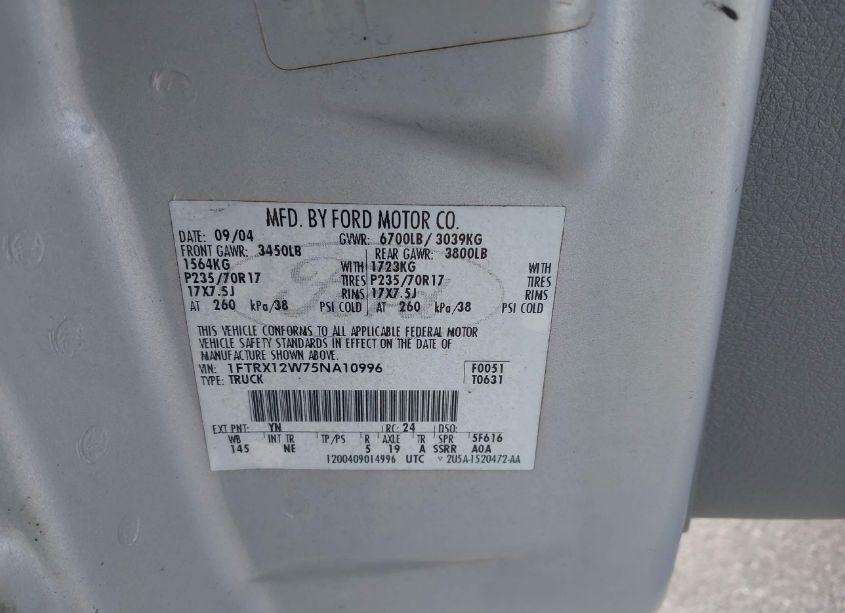 MFD. BY FORD MOTOR CO.
DATE: 09/04 GVWR: 6700LB/ 3039KG
FRONT GAWR: 3450LB REAR GAWR: 3800LB
1564KG WITH 1723KG WITH
P235/70R17 TIRES P235/70R17 TIRES
17X7.5J RIMS 17X7.5J RIMS
AT 260 kPa/38 PSI COLD AT 260 kPa/38 PSI COLD
THIS VEHICLE CONFORMS TO ALL APPLICABLE FEDERAL MOTOR
VEHICLE SAFETY STANDARDS IN EFFECT ON THE DATE OF
MANUFACTURE SHOWN ABOVE.
VIN: 1FTRX12W75NA10996 F0051
TYPE: TRUCK T0631
EXT PNT: YN RC: 24 DSO:
WB INT TR TP/PS R AXLE TR SPR 5F616
145 NE 5 19 A SSRR A0A
1200409014996 UTC 2U5A-1520472-AA
Ford